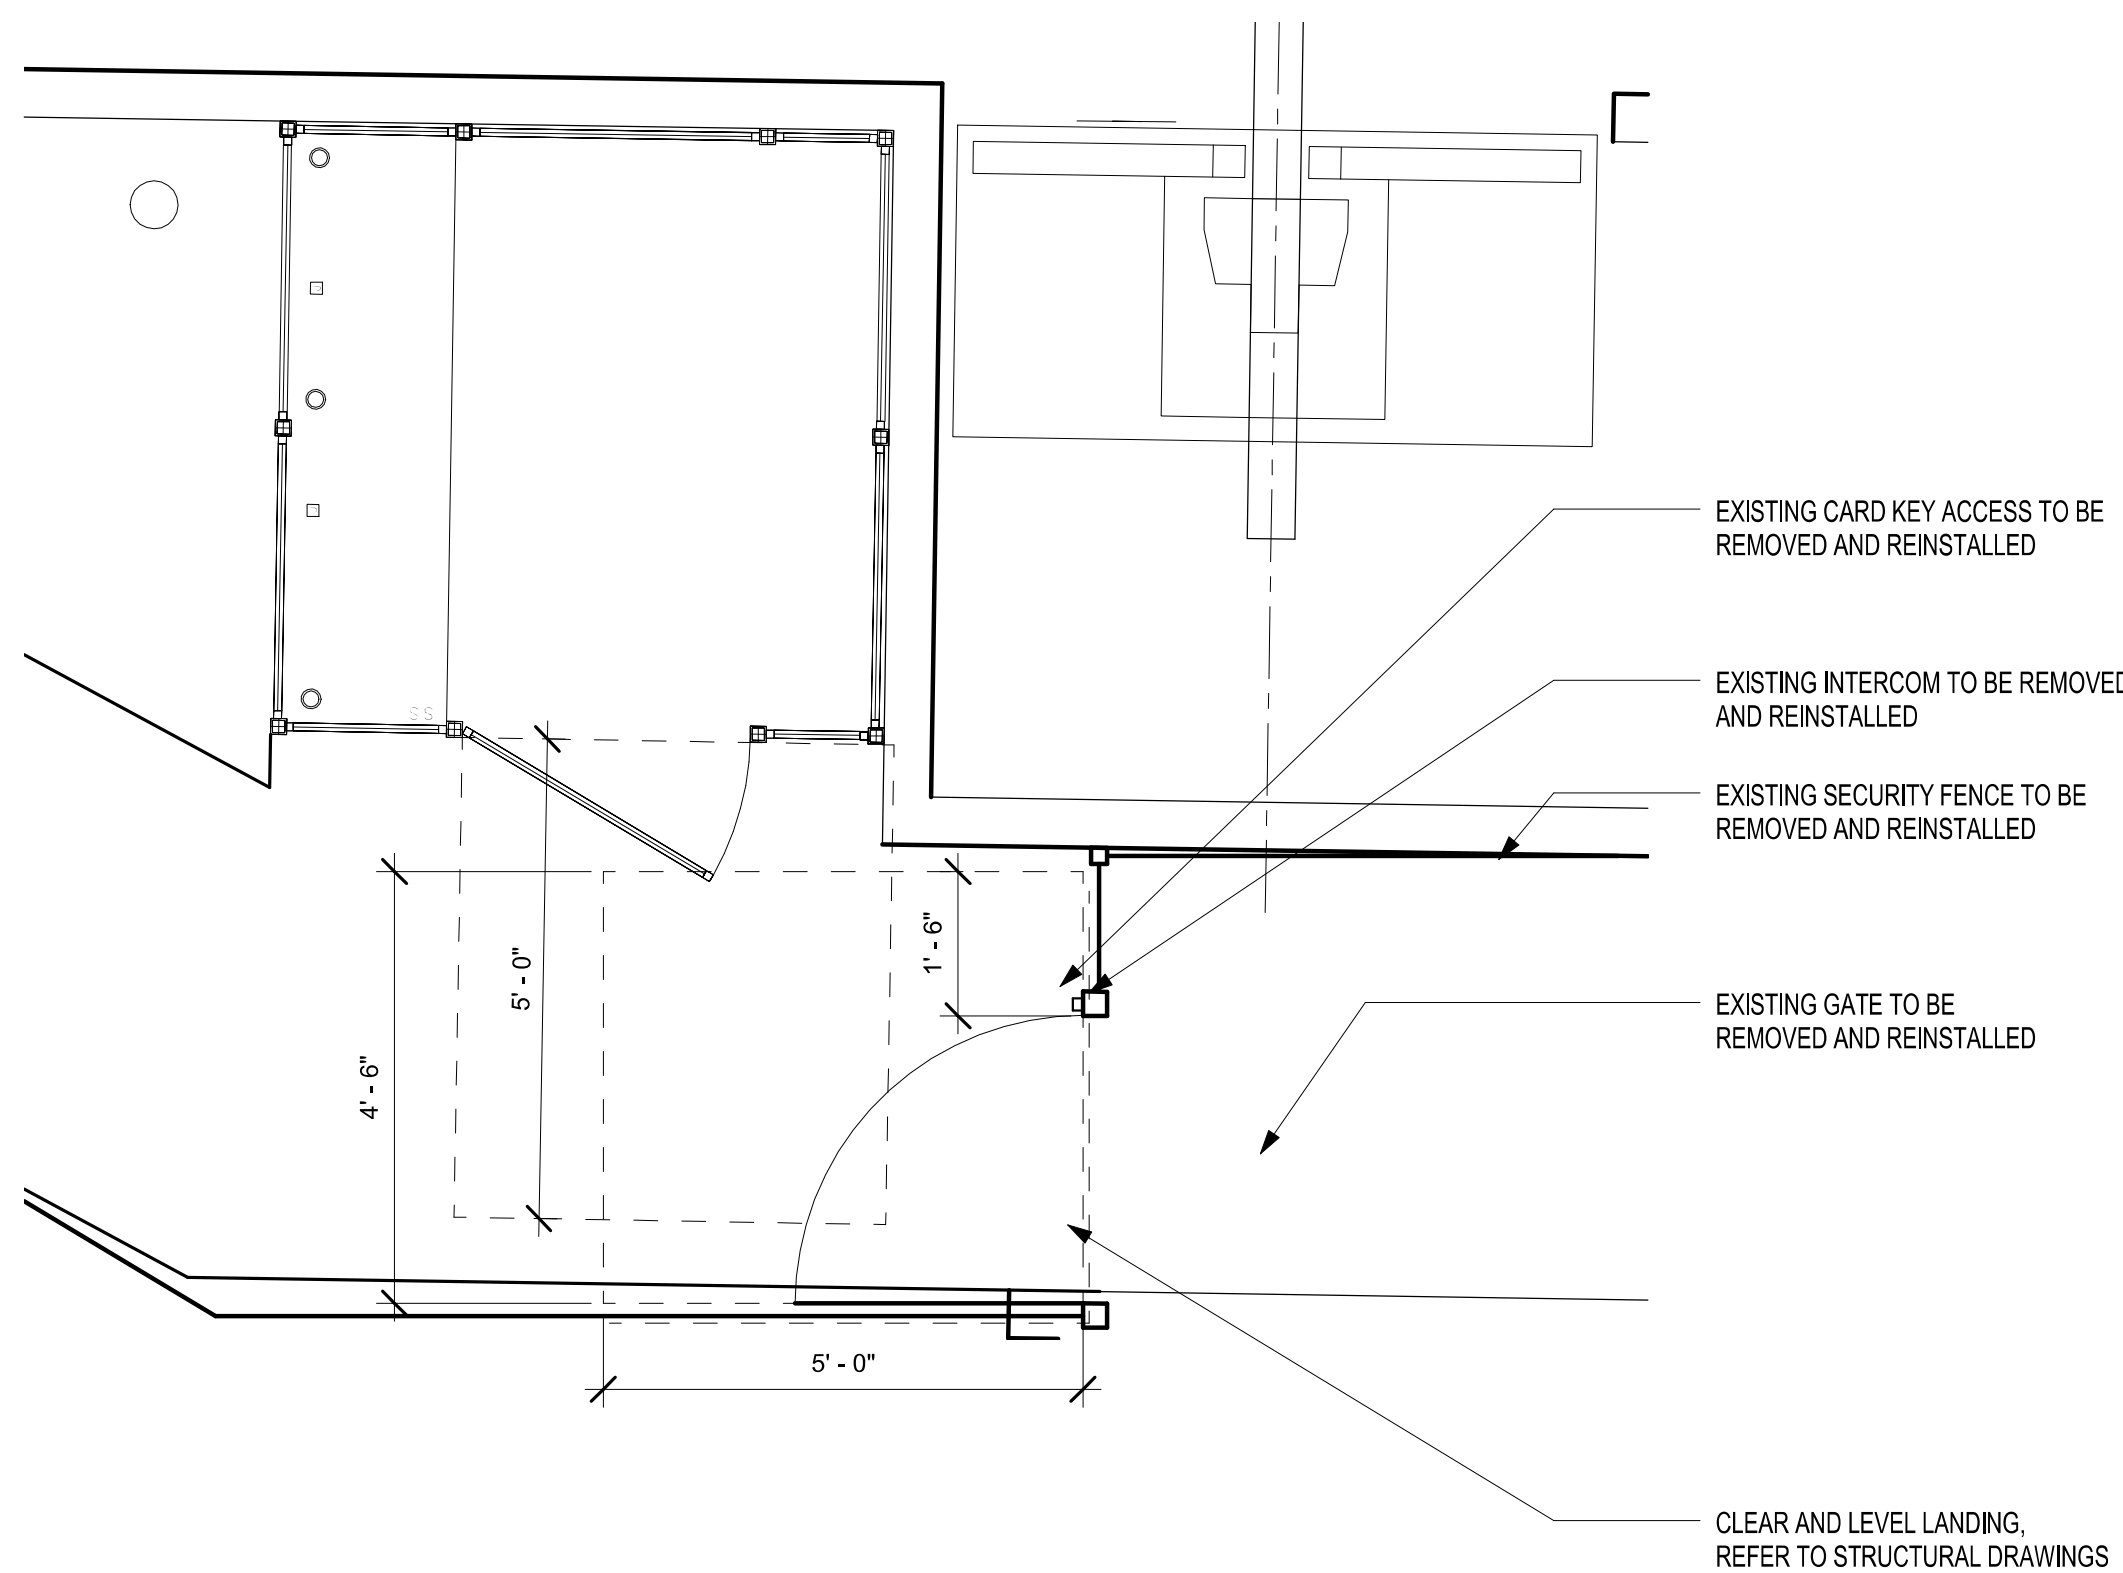 EXISTING CARD KEY ACCESS TO BE
REMOVED AND REINSTALLED
EXISTING INTERCOM TO BE REMOVED
AND REINSTALLED
EXISTING SECURITY FENCE TO BE
REMOVED AND REINSTALLED
EXISTING GATE TO BE
REMOVED AND REINSTALLED
CLEAR AND LEVEL LANDING,
REFER TO STRUCTURAL DRAWINGS
SS
1' - 6"
5' - 0"
4' - 6"
5' - 0"